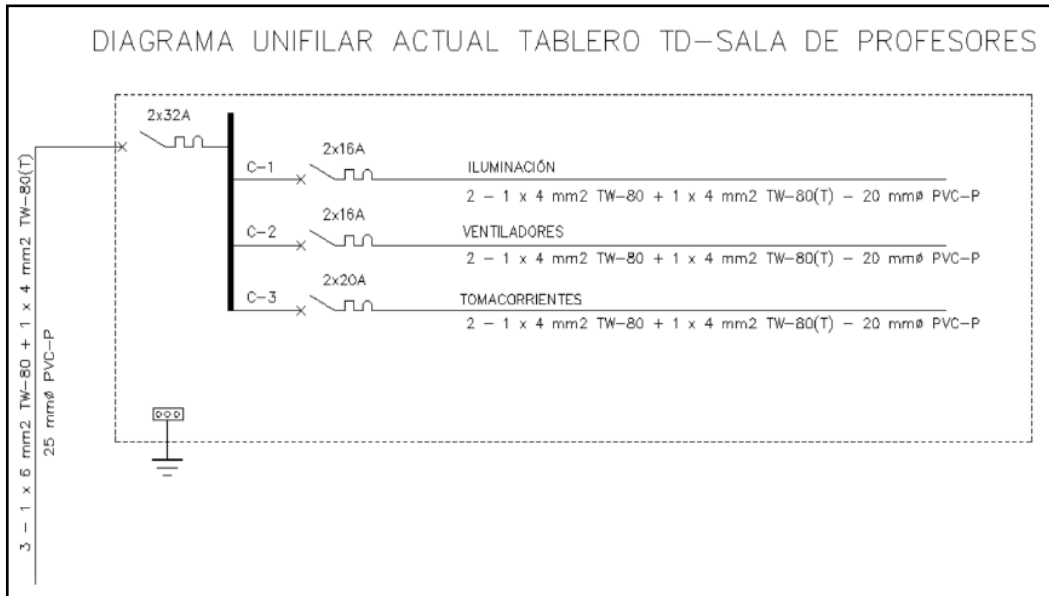 DIAGRAMA UNIFILAR ACTUAL TABLERO TD-SALA DE PROFESORES
3 - 1 x 6 mm2 TW-80 + 1 x 4 mm2 TW-80(T)
25 mmø PVC-P
2x32A
C-1
2x16A
ILUMINACIÓN
2 - 1 x 4 mm2 TW-80 + 1 x 4 mm2 TW-80(T) - 20 mmø PVC-P
C-2
2x16A
VENTILADORES
2 - 1 x 4 mm2 TW-80 + 1 x 4 mm2 TW-80(T) - 20 mmø PVC-P
C-3
2x20A
TOMACORRIENTES
2 - 1 x 4 mm2 TW-80 + 1 x 4 mm2 TW-80(T) - 20 mmø PVC-P